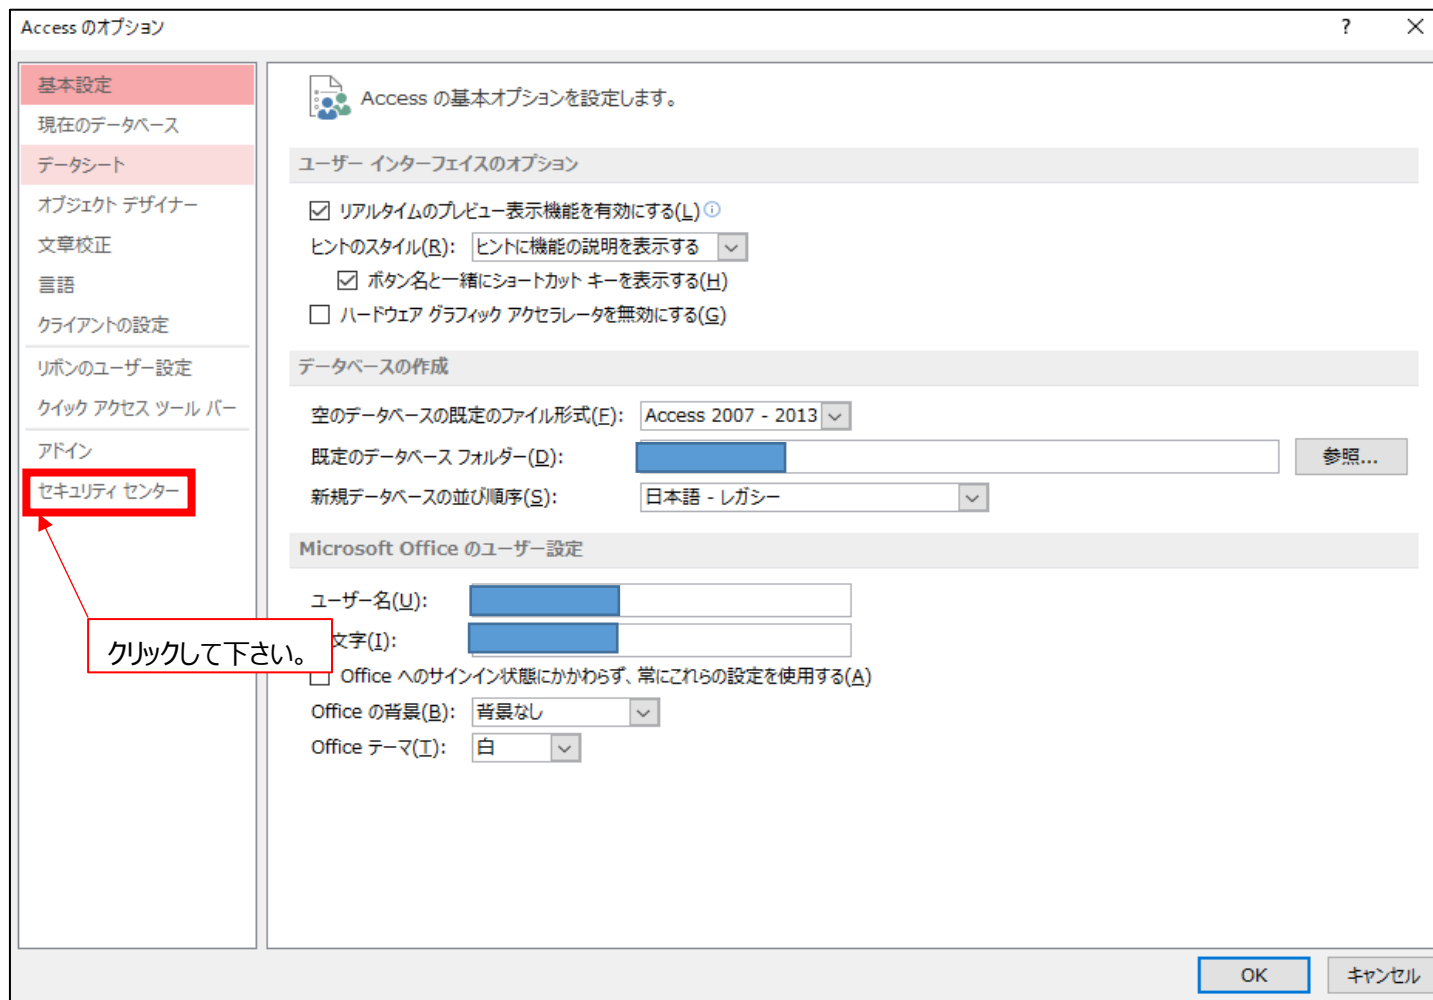 Access のオプション
?
基本設定
現在のデータベース
データシート
オブジェクト デザイナー
文章校正
言語
クライアントの設定
リボンのユーザー設定
クイック アクセス ツール バー
アドイン
セキュリティ センター
クリックして下さい。
Access の基本オプションを設定します。
ユーザー インターフェイスのオプション
リアルタイムのプレビュー表示機能を有効にする(L)
ヒントのスタイル(R): ヒントに機能の説明を表示する
ボタン名と一緒にショートカット キーを表示する(H)
ハードウェア グラフィック アクセラレータを無効にする(G)
データベースの作成
空のデータベースの既定のファイル形式(F): Access 2007 - 2013
既定のデータベース フォルダー(D): 参照...
新規データベースの並び順序(S): 日本語 - レガシー
Microsoft Office のユーザー設定
ユーザー名(U):
文字(I):
Office へのサインイン状態にかかわらず、常にこれらの設定を使用する(A)
Office の背景(B): 背景なし
Office テーマ(T): 白
OK キャンセル